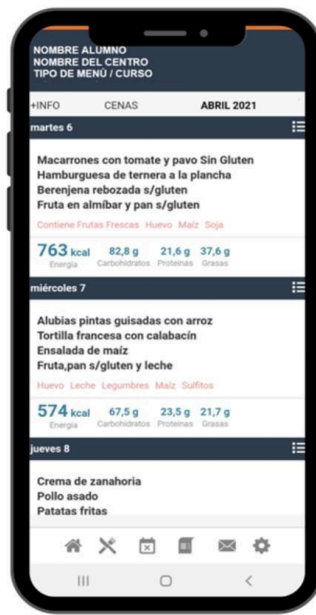 NOMBRE ALUMNO
NOMBRE DEL CENTRO
TIPO DE MENÚ / CURSO
+INFO CENAS ABRIL 2021
martes 6
Macarrones con tomate y pavo Sin Gluten
Hamburguesa de ternera a la plancha
Berenjena rebozada s/gluten
Fruta en almíbar y pan s/gluten
Contiene Frutas Frescas Huevo Maíz Soja
763 kcal 82,8 g 21,6 g 37,6 g
Energía Carbohidratos Proteinas Grasas
miércoles 7
Alubias pintas guisadas con arroz
Tortilla francesa con calabacín
Ensalada de maíz
Fruta,pan s/gluten y leche
Huevo Leche Legumbres Maíz Sulfitos
574 kcal 67,5 g 23,5 g 21,7 g
Energía Carbohidratos Proteinas Grasas
jueves 8
Crema de zanahoria
Pollo asado
Patatas fritas